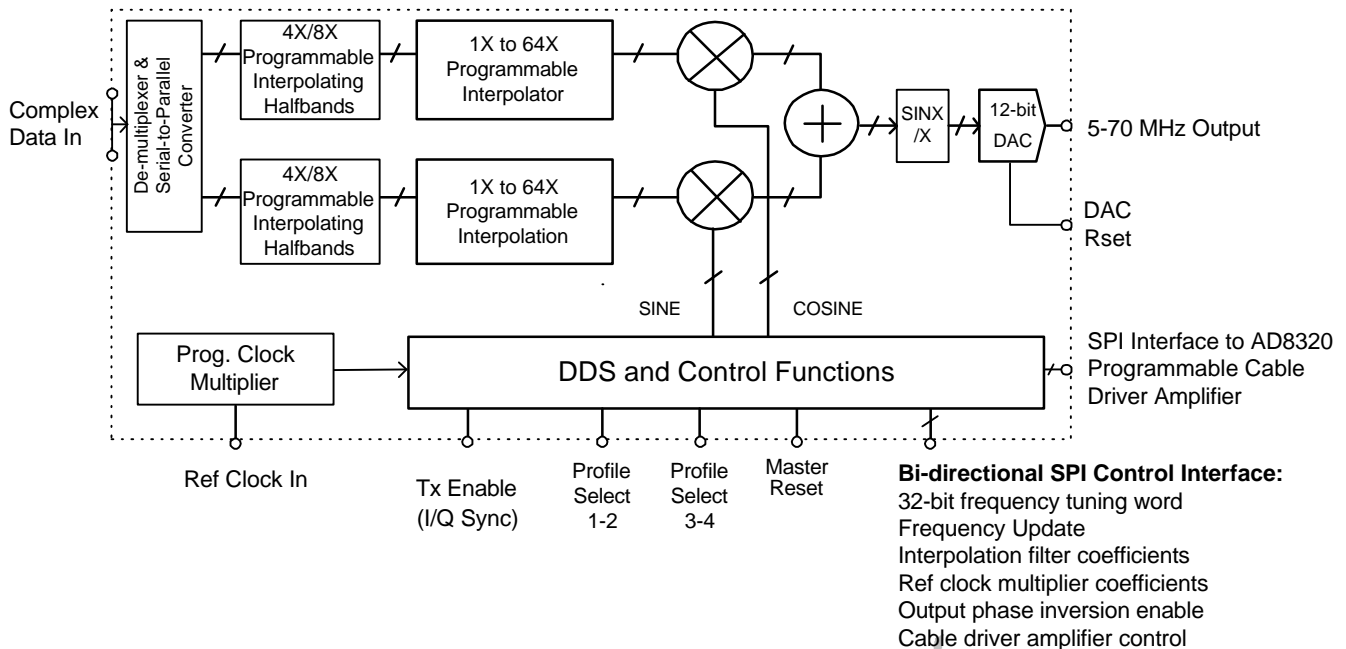 Complex
Data In
De-multiplexer &
Serial-to-Parallel
Converter
4X/8X
Programmable
Interpolating
Halfbands
1X to 64X
Programmable
Interpolator
4X/8X
Programmable
Interpolating
Halfbands
1X to 64X
Programmable
Interpolation
SINX
/X
12-bit
DAC
5-70 MHz Output
DAC
Rset
SINE
COSINE
Prog. Clock
Multiplier
DDS and Control Functions
SPI Interface to AD8320
Programmable Cable
Driver Amplifier
Ref Clock In
Tx Enable
(I/Q Sync)
Profile
Select
1-2
Profile
Select
3-4
Master
Reset
Bi-directional SPI Control Interface:
32-bit frequency tuning word
Frequency Update
Interpolation filter coefficients
Ref clock multiplier coefficients
Output phase inversion enable
Cable driver amplifier control